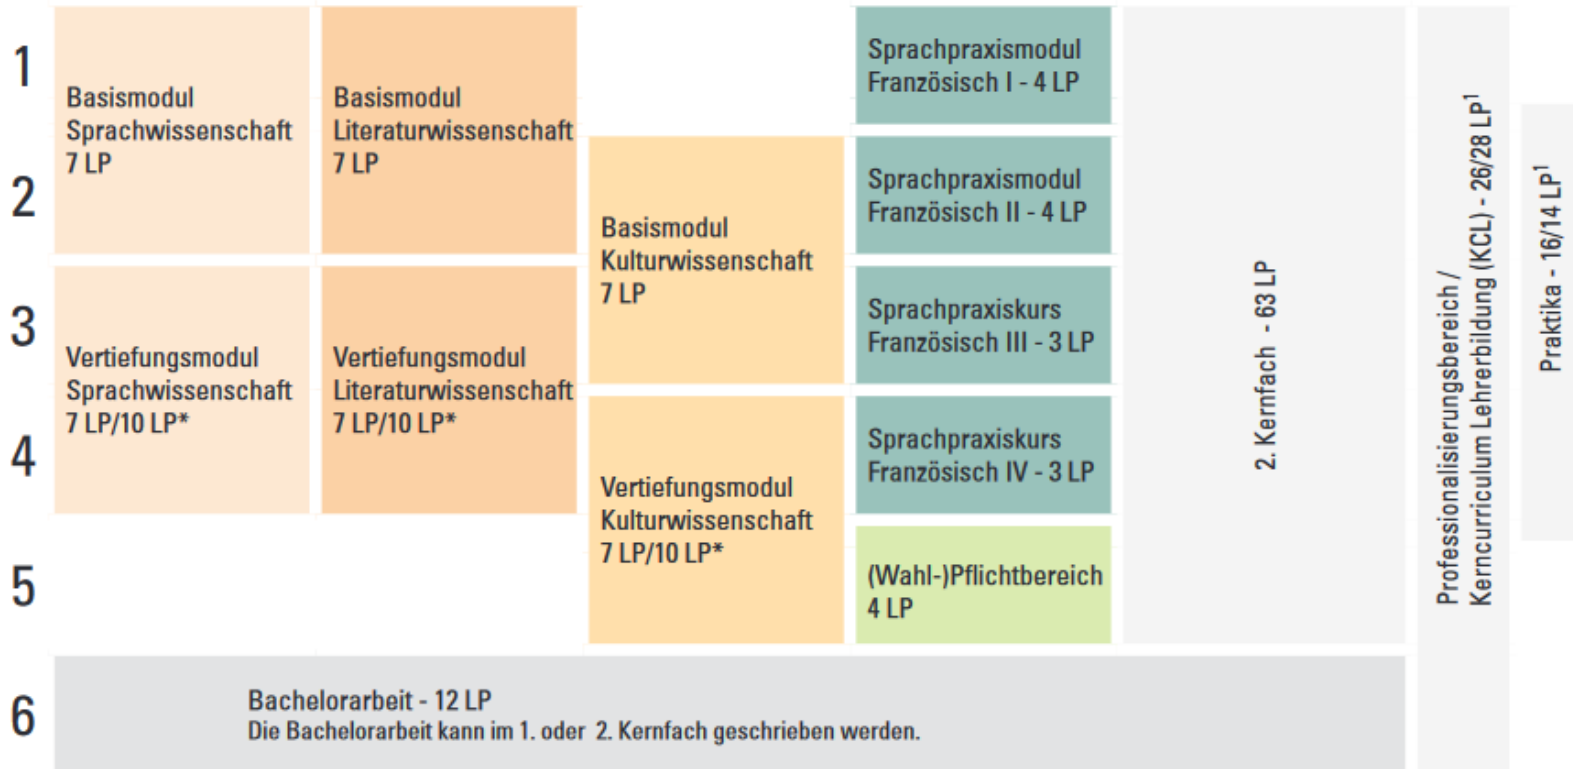 1
2
3
4
5
6
Basismodul
Sprachwissenschaft
7 LP
Basismodul
Literaturwissenschaft
7 LP
Sprachpraxismodul
Französisch I - 4 LP
Basismodul
Kulturwissenschaft
7 LP
Sprachpraxismodul
Französisch II - 4 LP
Vertiefungsmodul
Sprachwissenschaft
7 LP/10 LP*
Vertiefungsmodul
Literaturwissenschaft
7 LP/10 LP*
Sprachpraxiskurs
Französisch III - 3 LP
Vertiefungsmodul
Kulturwissenschaft
7 LP/10 LP*
Sprachpraxiskurs
Französisch IV - 3 LP
(Wahl-)Pflichtbereich
4 LP
2. Kernfach - 63 LP
Professionalisierungsbereich /
Kerncurriculum Lehrerbildung (KCL) - 26/28 LP¹
Praktika - 16/14 LP¹
Bachelorarbeit - 12 LP
Die Bachelorarbeit kann im 1. oder 2. Kernfach geschrieben werden.